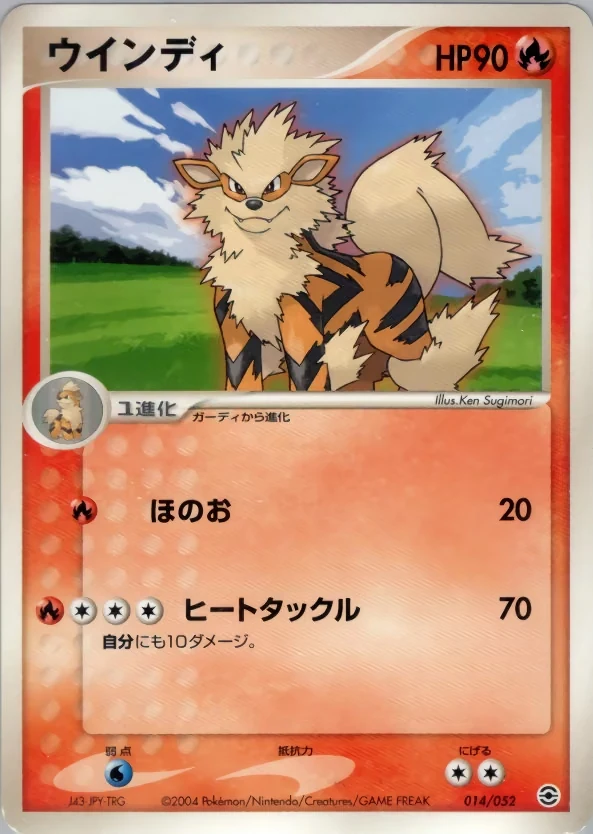 ウインディ HP90
Illus.Ken Sugimori
1進化 ガーディから進化
ほのお 20
ヒートタックル 70
自分にも10ダメージ。
弱点 抵抗力 にげる
J43-JPY-TRG ©2004 Pokémon/Nintendo/Creatures/GAME FREAK 014/052